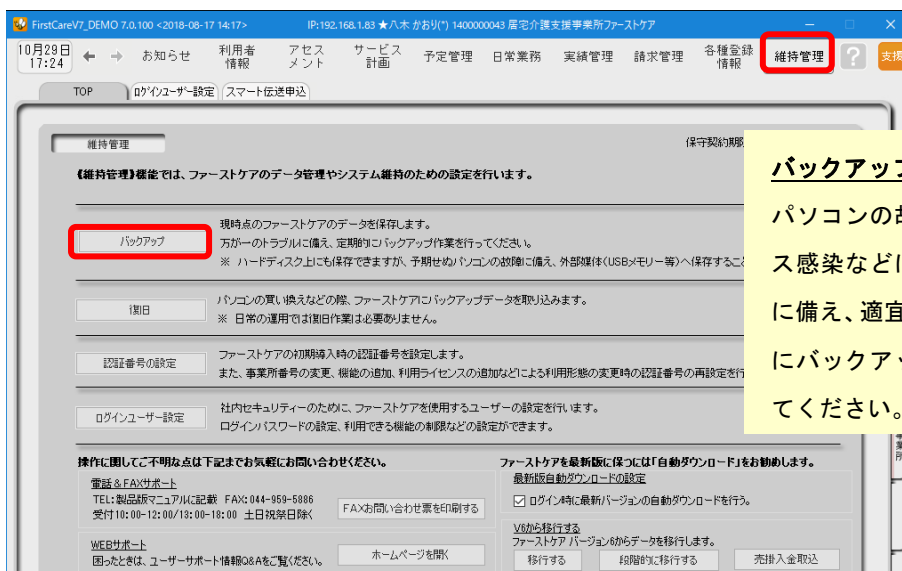 FirstCareV7_DEMO 7.0.100 <2018-08-17 14:17> IP:192.168.1.83 ★八木 かおり(*) 1400000043 居宅介護支援事業所ファーストケア
10月29日
17:24
お知らせ
利用者
情報
アセス
メント
サービス
計画
予定管理
日常業務
実績管理
請求管理
各種登録
情報
維持管理
?
支援
TOP
ログインユーザー設定
スマート伝送申込
維持管理
保守契約期限
《維持管理》機能では、ファーストケアのデータ管理やシステム維持のための設定を行います。
バックアップ
現時点のファーストケアのデータを保存します。
万が一のトラブルに備え、定期的にバックアップ作業を行ってください。
※ ハードディスク上にも保存できますが、予期せぬパソコンの故障に備え、外部媒体(USBメモリー等)へ保存するこ
復旧
パソコンの買い換えなどの際、ファーストケアにバックアップデータを取り込みます。
※ 日常の運用では復旧作業は必要ありません。
認証番号の設定
ファーストケアの初期導入時の認証番号を設定します。
また、事業所番号の変更、機能の追加、利用ライセンスの追加などによる利用形態の変更時の認証番号の再設定を行
ログインユーザー設定
社内セキュリティーのために、ファーストケアを使用するユーザーの設定を行います。
ログインパスワードの設定、利用できる機能の制限などの設定ができます。
バックアップ
パソコンの故
ス感染などに
に備え、適宜
にバックアッ
てください。
操作に関してご不明な点は下記までお気軽にお問い合わせください。
電話&FAXサポート
TEL:製品版マニュアルに記載 FAX:044-959-5886
受付10:00-12:00/13:00-18:00 土日祝祭日除く
FAXお問い合わせ票を印刷する
WEBサポート
困ったときは、ユーザーサポート情報Q&Aをご覧ください。
ホームページを開く
ファーストケアを最新版に保つには「自動ダウンロード」をお勧めします。
最新版自動ダウンロードの設定
ログイン時に最新バージョンの自動ダウンロードを行う。
V6から移行する
ファーストケア バージョン6からデータを移行します。
移行する
段階的に移行する
売掛入金取込